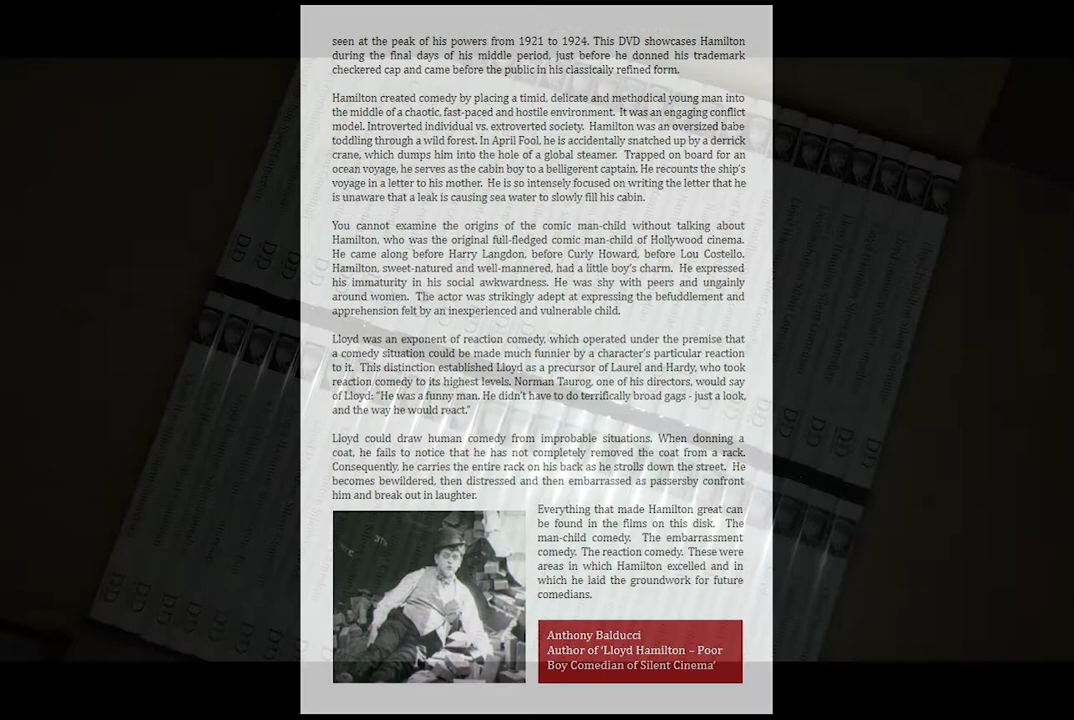 seen at the peak of his powers from 1921 to 1924. This DVD showcases Hamilton
during the final days of his middle period, just before he donned his trademark
checkered cap and came before the public in his classically refined form.
Hamilton created comedy by placing a timid, delicate and methodical young man into
the middle of a chaotic, fast-paced and hostile environment. It was an engaging conflict
model. Introverted individual vs. extroverted society. Hamilton was an oversized babe
toddling through a wild forest. In April Fool, he is accidentally snatched up by a derrick
crane, which dumps him into the hole of a global steamer. Trapped on board for an
ocean voyage, he serves as the cabin boy to a belligerent captain. He recounts the ship's
voyage in a letter to his mother. He is so intensely focused on writing the letter that he
is unaware that a leak is causing sea water to slowly fill his cabin.
You cannot examine the origins of the comic man-child without talking about
Hamilton, who was the original full-fledged comic man-child of Hollywood cinema.
He came along before Harry Langdon, before Curly Howard, before Lou Costello.
Hamilton, sweet-natured and well-mannered, had a little boy's charm. He expressed
his immaturity in his social awkwardness. He was shy with peers and ungainly
around women. The actor was strikingly adept at expressing the befuddlement and
apprehension felt by an inexperienced and vulnerable child.
Lloyd was an exponent of reaction comedy, which operated under the premise that
a comedy situation could be made much funnier by a character's particular reaction
to it. This distinction established Lloyd as a precursor of Laurel and Hardy, who took
reaction comedy to its highest levels. Norman Taurog, one of his directors, would say
of Lloyd: "He was a funny man. He didn't have to do terrifically broad gags - just a look,
and the way he would react."
Lloyd could draw human comedy from improbable situations. When donning a
coat, he fails to notice that he has not completely removed the coat from a rack.
Consequently, he carries the entire rack on his back as he strolls down the street. He
becomes bewildered, then distressed and then embarrassed as passersby confront
him and break out in laughter.
Everything that made Hamilton great can
be found in the films on this disk. The
man-child comedy. The embarrassment
comedy. The reaction comedy. These were
areas in which Hamilton excelled and in
which he laid the groundwork for future
comedians.
Anthony Balducci
Author of 'Lloyd Hamilton – Poor
Boy Comedian of Silent Cinema'